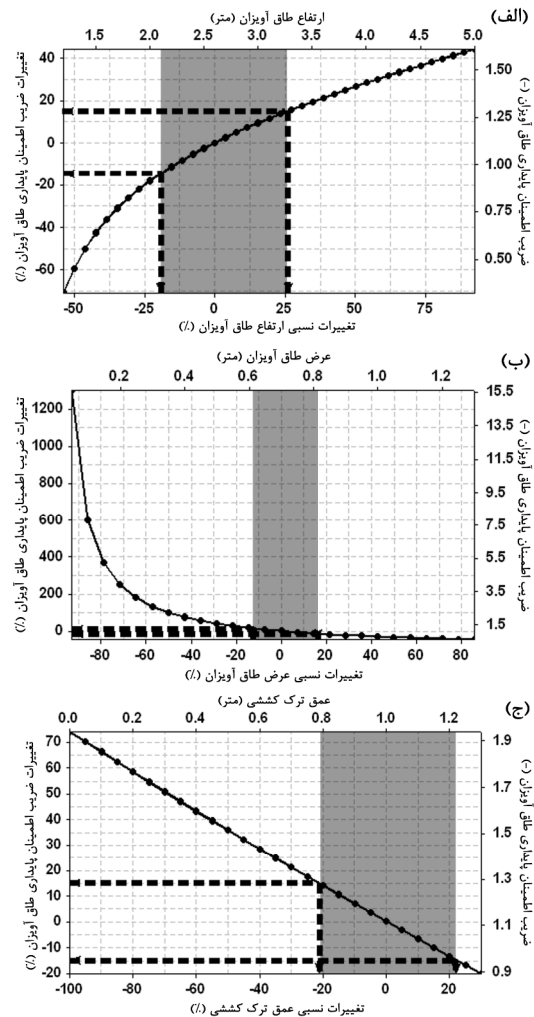 (الف)
ارتفاع طاق آویزان (متر)
1.5 2.0 2.5 3.0 3.5 4.0 4.5 5.0
تغییرات ضریب اطمینان پایداری طاق آویزان (٪)
40
20
0
-20
-40
-60
1.50
1.25
1.00
0.75
0.50
ضریب اطمینان پایداری طاق آویزان (-)
-50 -25 0 25 50 75
تغییرات نسبی ارتفاع طاق آویزان (٪)
(ب)
عرض طاق آویزان (متر)
0.2 0.4 0.6 0.8 1.0 1.2
تغییرات ضریب اطمینان پایداری طاق آویزان (٪)
1200
1000
800
600
400
200
0
15.5
13.5
11.5
9.5
7.5
5.5
3.5
1.5
ضریب اطمینان پایداری طاق آویزان (-)
-80 -60 -40 -20 0 20 40 60 80
تغییرات نسبی عرض طاق آویزان (٪)
(ج)
عمق ترک کششی (متر)
0.0 0.2 0.4 0.6 0.8 1.0 1.2
تغییرات ضریب اطمینان پایداری طاق آویزان (٪)
70
60
50
40
30
20
10
0
-10
-20
1.9
1.7
1.5
1.3
1.1
0.9
ضریب اطمینان پایداری طاق آویزان (-)
-100 -80 -60 -40 -20 0 20
تغییرات نسبی عمق ترک کششی (٪)